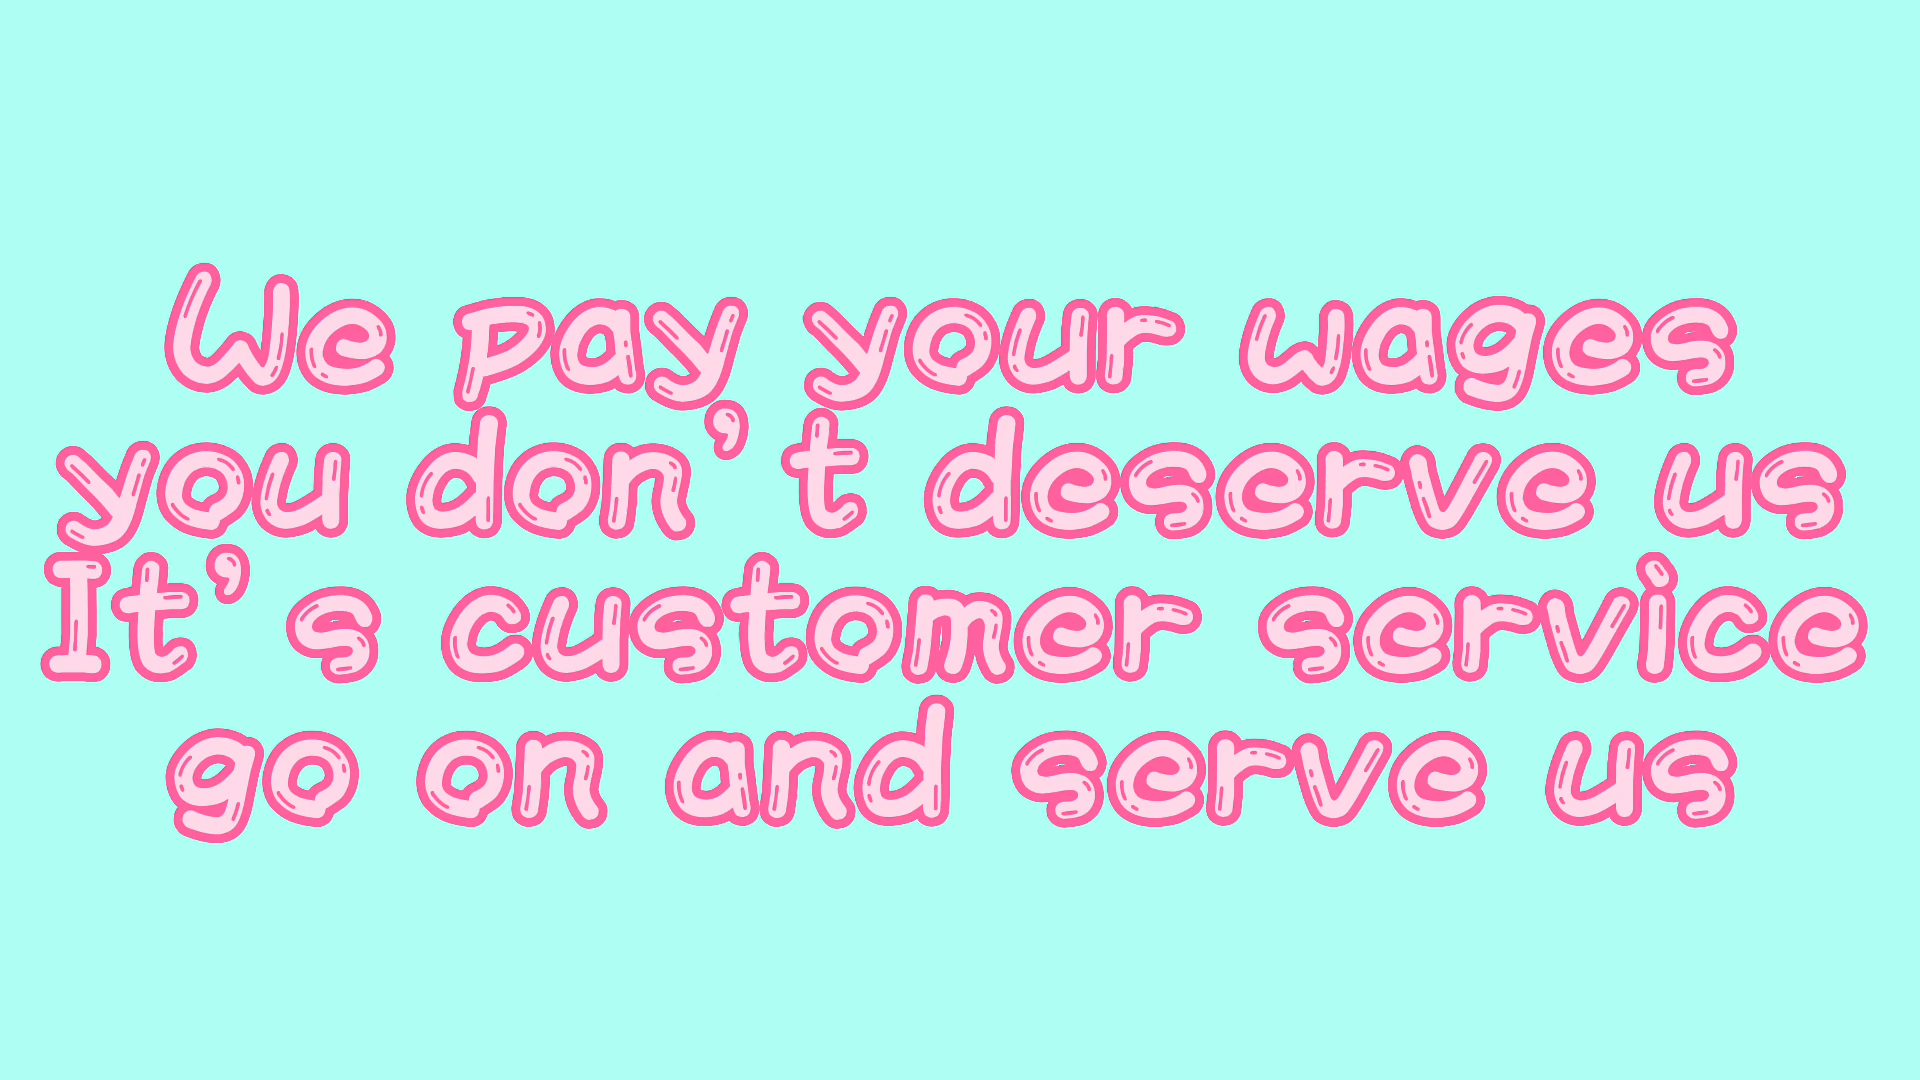 We pay your wages
you don't deserve us
It's customer service
go on and serve us